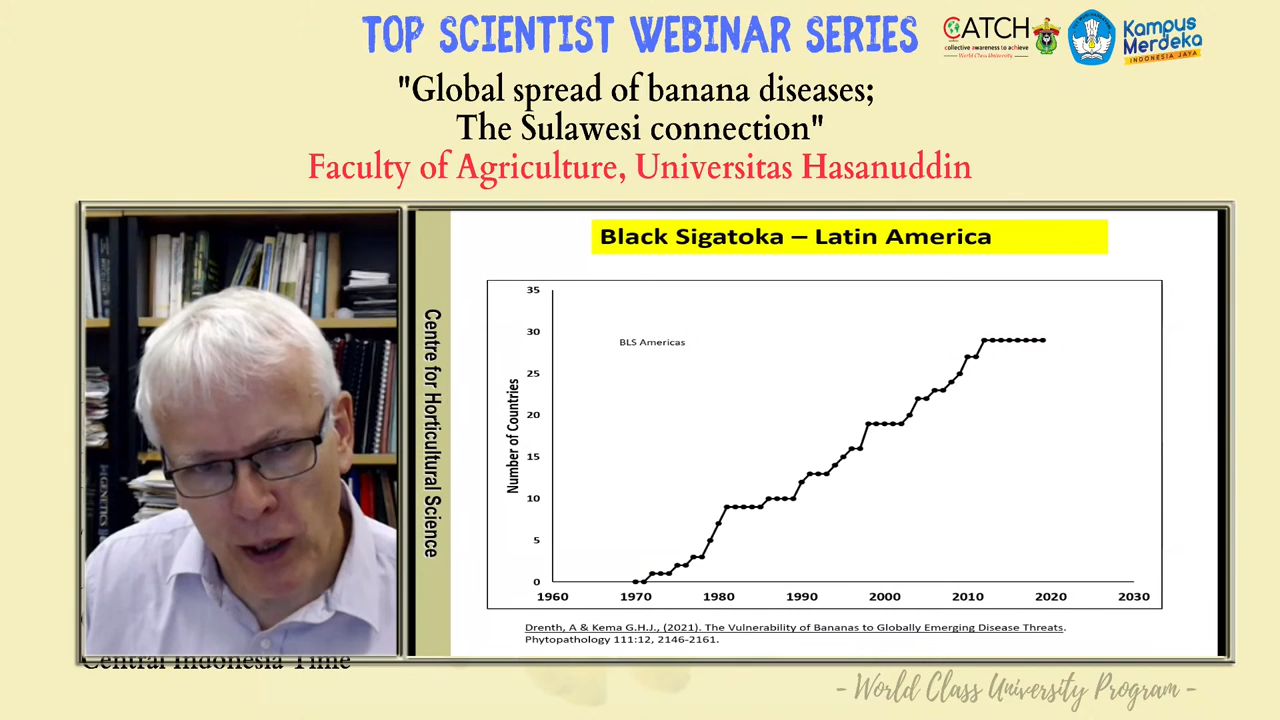 TOP SCIENTIST WEBINAR SERIES
CATCH
collective awareness to achieve
World Class University
Kampus
Merdeka
INDONESIA JAYA
"Global spread of banana diseases;
The Sulawesi connection"
Faculty of Agriculture, Universitas Hasanuddin
GENETICS
Centre for Horticultural Science
Black Sigatoka – Latin America
BLS Americas
Number of Countries
35
30
25
20
15
10
5
0
1960 1970 1980 1990 2000 2010 2020 2030
Drenth, A & Kema G.H.J., (2021). The Vulnerability of Bananas to Globally Emerging Disease Threats.
Phytopathology 111:12, 2146-2161.
Central Indonesia Time
- World Class University Program -